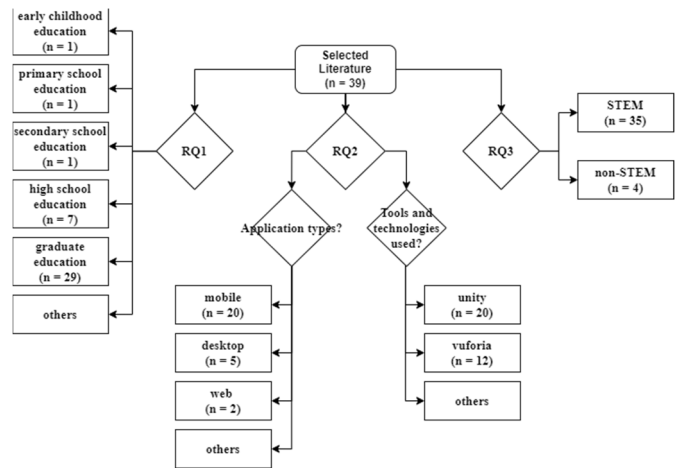 Selected
Literature
(n = 39)
RQ1
early childhood
education
(n = 1)
primary school
education
(n = 1)
secondary school
education
(n = 1)
high school
education
(n = 7)
graduate
education
(n = 29)
others
RQ2
Application types?
mobile
(n = 20)
desktop
(n = 5)
web
(n = 2)
others
Tools and
technologies
used?
unity
(n = 20)
vuforia
(n = 12)
others
RQ3
STEM
(n = 35)
non-STEM
(n = 4)